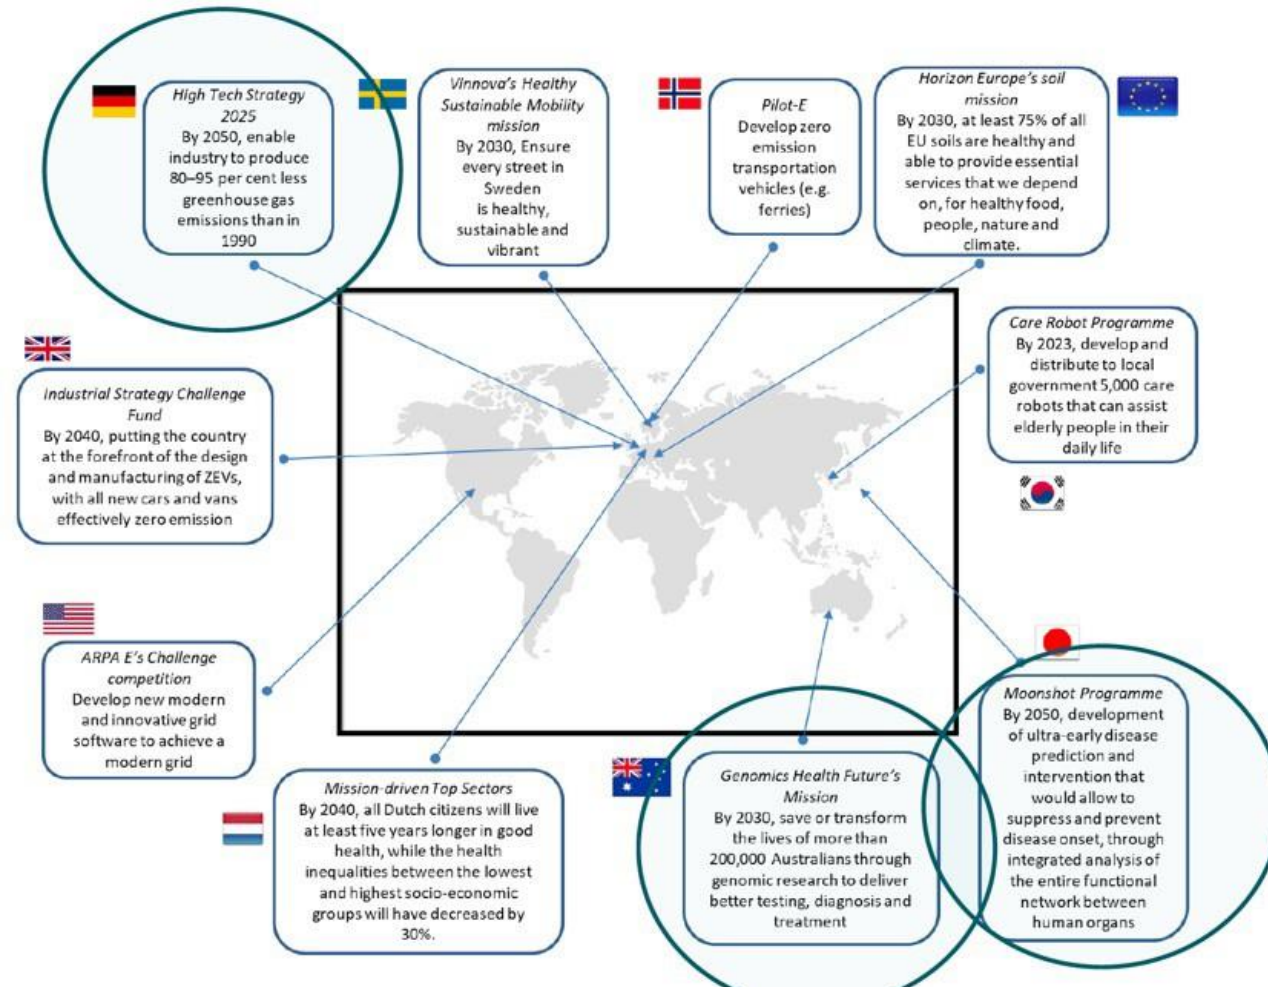 High Tech Strategy
2025
By 2050, enable
industry to produce
80–95 per cent less
greenhouse gas
emissions than in
1990
Vinnova's Healthy
Sustainable Mobility
mission
By 2030, Ensure
every street in
Sweden
is healthy,
sustainable and
vibrant
Pilot-E
Develop zero
emission
transportation
vehicles (e.g.
ferries)
Horizon Europe's soil
mission
By 2030, at least 75% of all
EU soils are healthy and
able to provide essential
services that we depend
on, for healthy food,
people, nature and
climate.
Industrial Strategy Challenge
Fund
By 2040, putting the country
at the forefront of the design
and manufacturing of ZEVs,
with all new cars and vans
effectively zero emission
Care Robot Programme
By 2023, develop and
distribute to local
government 5,000 care
robots that can assist
elderly people in their
daily life
ARPA E's Challenge
competition
Develop new modern
and innovative grid
software to achieve a
modern grid
Mission-driven Top Sectors
By 2040, all Dutch citizens will live
at least five years longer in good
health, while the health
inequalities between the lowest
and highest socio-economic
groups will have decreased by
30%.
Genomics Health Future's
Mission
By 2030, save or transform
the lives of more than
200,000 Australians through
genomic research to deliver
better testing, diagnosis and
treatment
Moonshot Programme
By 2050, development
of ultra-early disease
prediction and
intervention that
would allow to
suppress and prevent
disease onset, through
integrated analysis of
the entire functional
network between
human organs